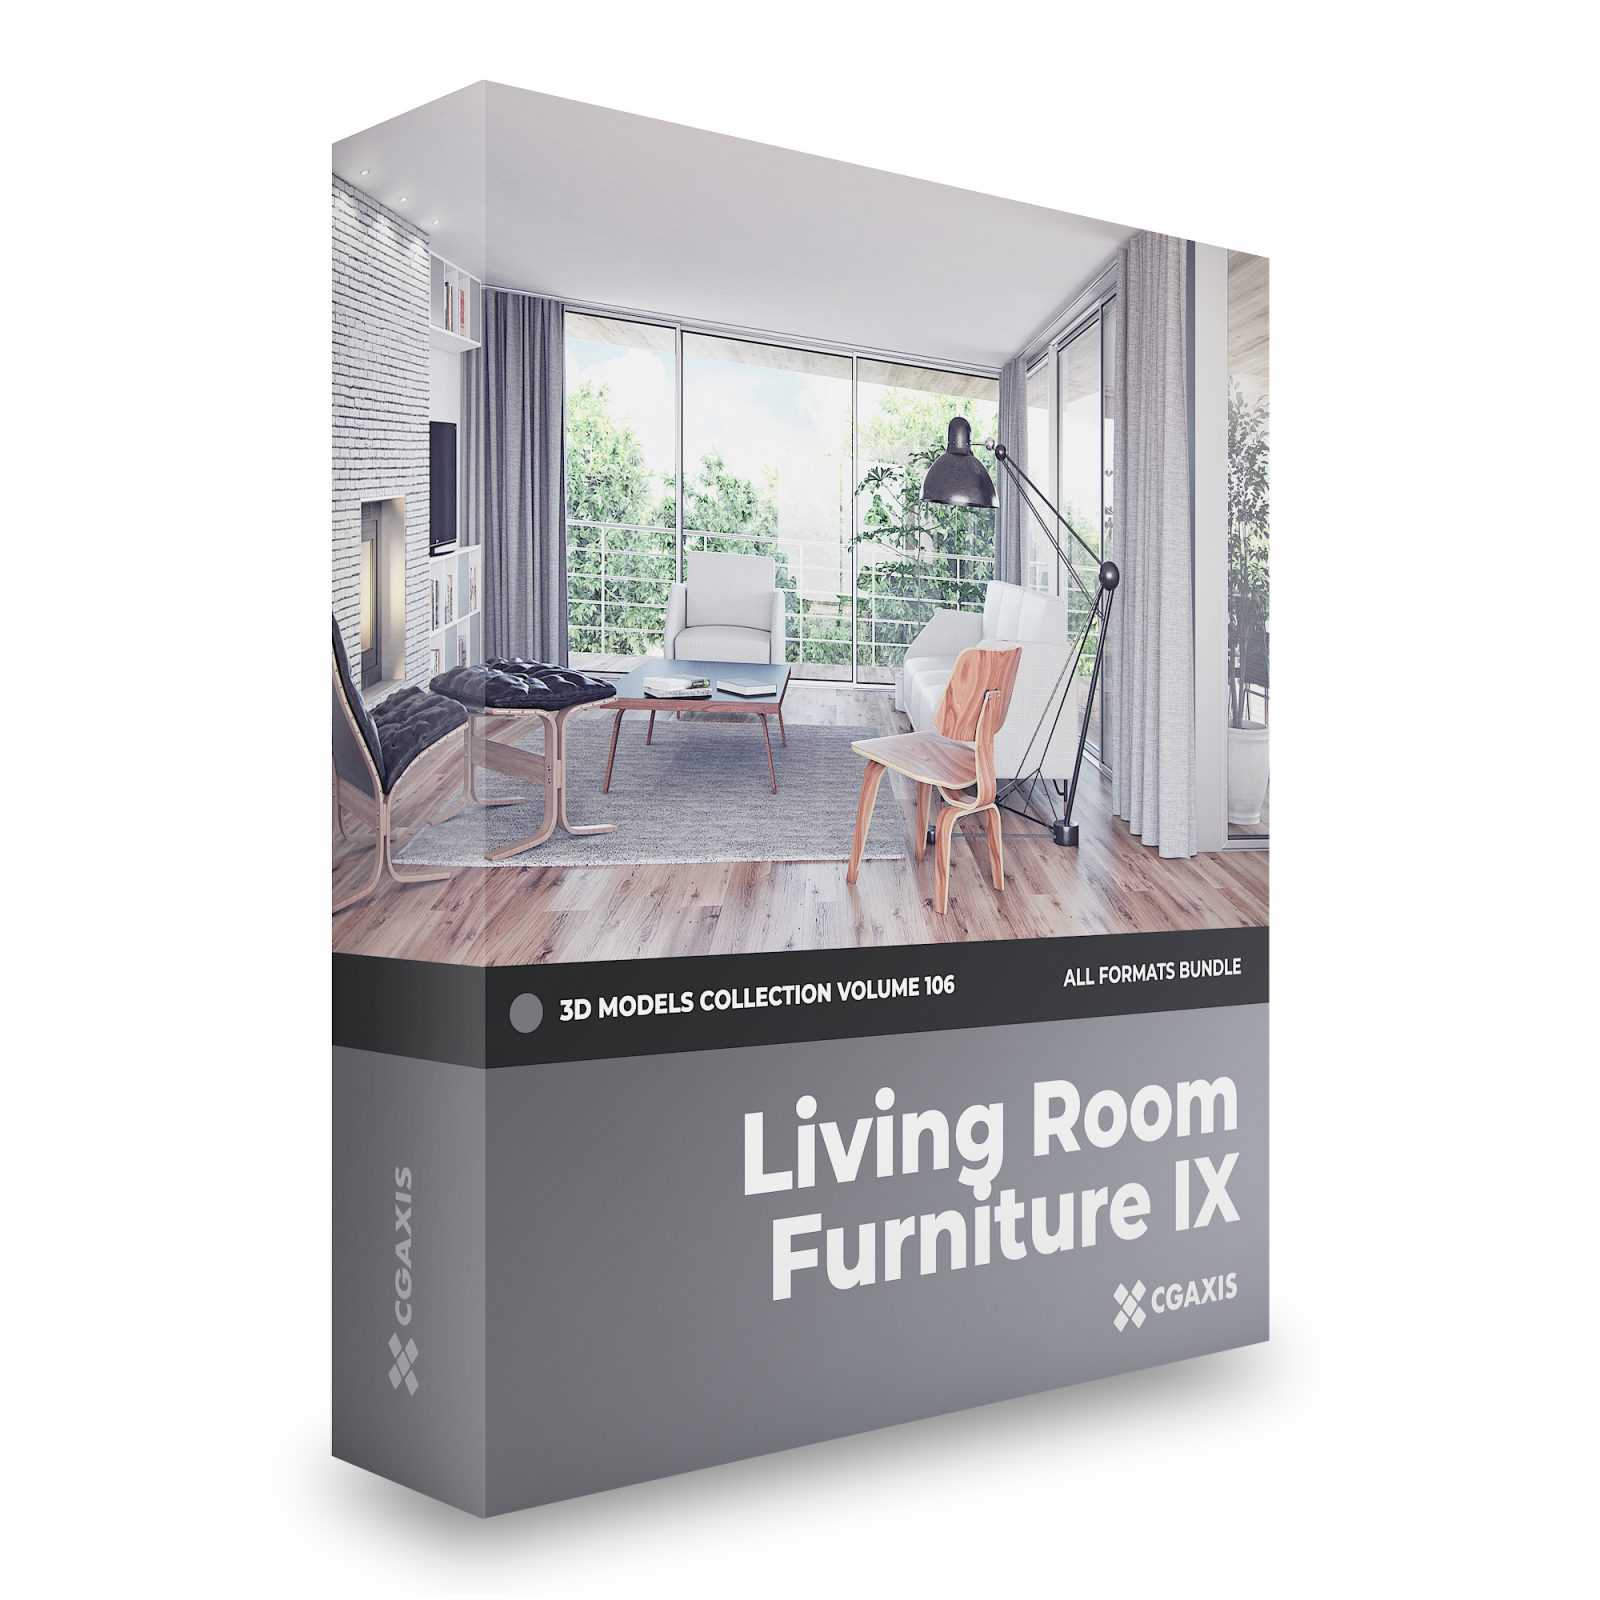 3D MODELS COLLECTION VOLUME 106
ALL FORMATS BUNDLE
Living Room
Furniture IX
CGAXIS
CGAXIS